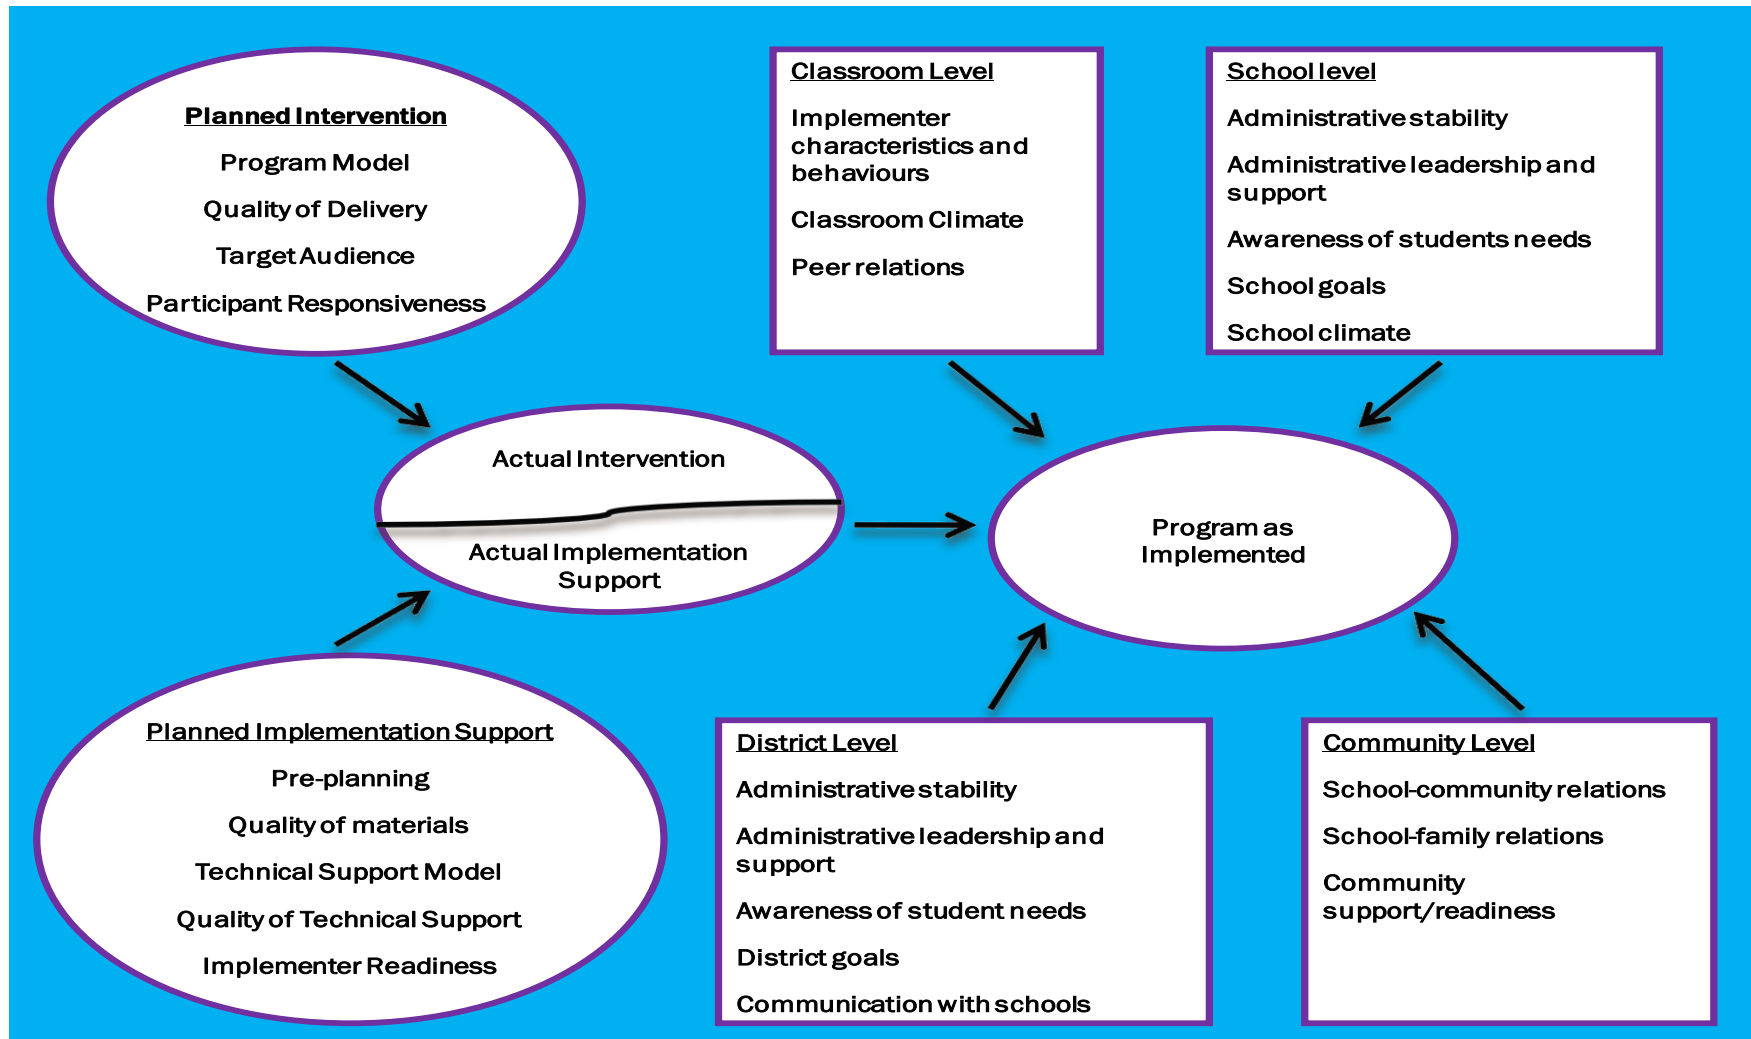 Planned Intervention
Program Model
Quality of Delivery
Target Audience
Participant Responsiveness
Classroom Level
Implementer
characteristics and
behaviours
Classroom Climate
Peer relations
School level
Administrative stability
Administrative leadership and
support
Awareness of students needs
School goals
School climate
Actual Intervention
Actual Implementation
Support
Program as
Implemented
Planned Implementation Support
Pre-planning
Quality of materials
Technical Support Model
Quality of Technical Support
Implementer Readiness
District Level
Administrative stability
Administrative leadership and
support
Awareness of student needs
District goals
Communication with schools
Community Level
School-community relations
School-family relations
Community
support/readiness